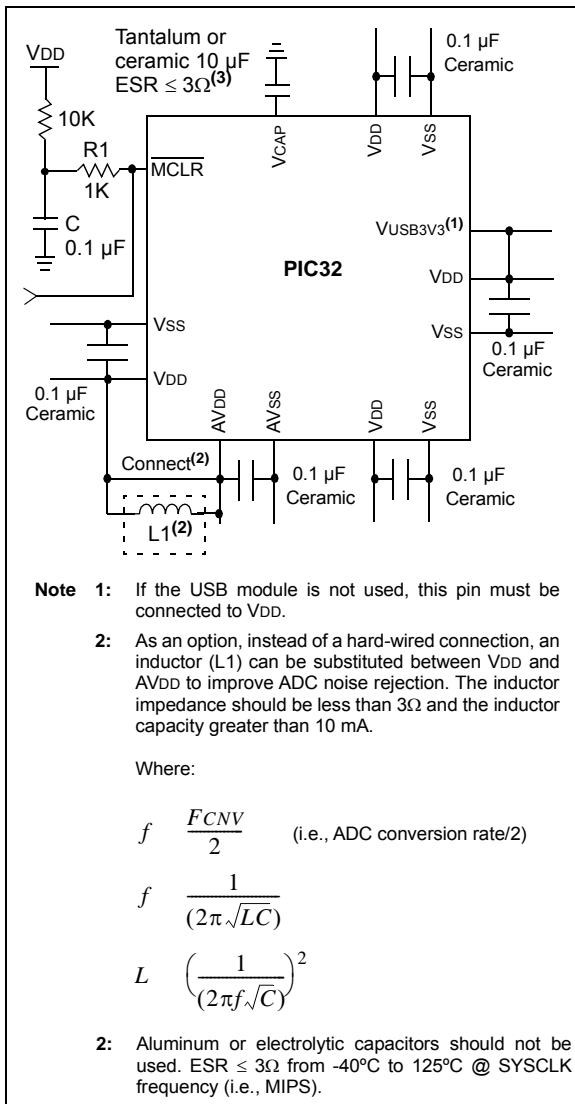 VDD
Tantalum or
ceramic 10 µF
ESR ≤ 3Ω(3)
0.1 µF
Ceramic
10K
R1
1K
C
0.1 µF
MCLR
VCAP
VDD
VSS
VUSB3V3(1)
PIC32
VDD
VSS
0.1 µF
Ceramic
VSS
VDD
0.1 µF
Ceramic
AVDD
AVSS
VDD
VSS
Connect(2)
0.1 µF
Ceramic
0.1 µF
Ceramic
L1(2)
Note 1: If the USB module is not used, this pin must be
connected to VDD.
2: As an option, instead of a hard-wired connection, an
inductor (L1) can be substituted between VDD and
AVDD to improve ADC noise rejection. The inductor
impedance should be less than 3Ω and the inductor
capacity greater than 10 mA.
Where:
f FCNV/2 (i.e., ADC conversion rate/2)
f 1/(2π√LC)
L (1/(2πf√C))²
2: Aluminum or electrolytic capacitors should not be
used. ESR ≤ 3Ω from -40ºC to 125ºC @ SYSCLK
frequency (i.e., MIPS).